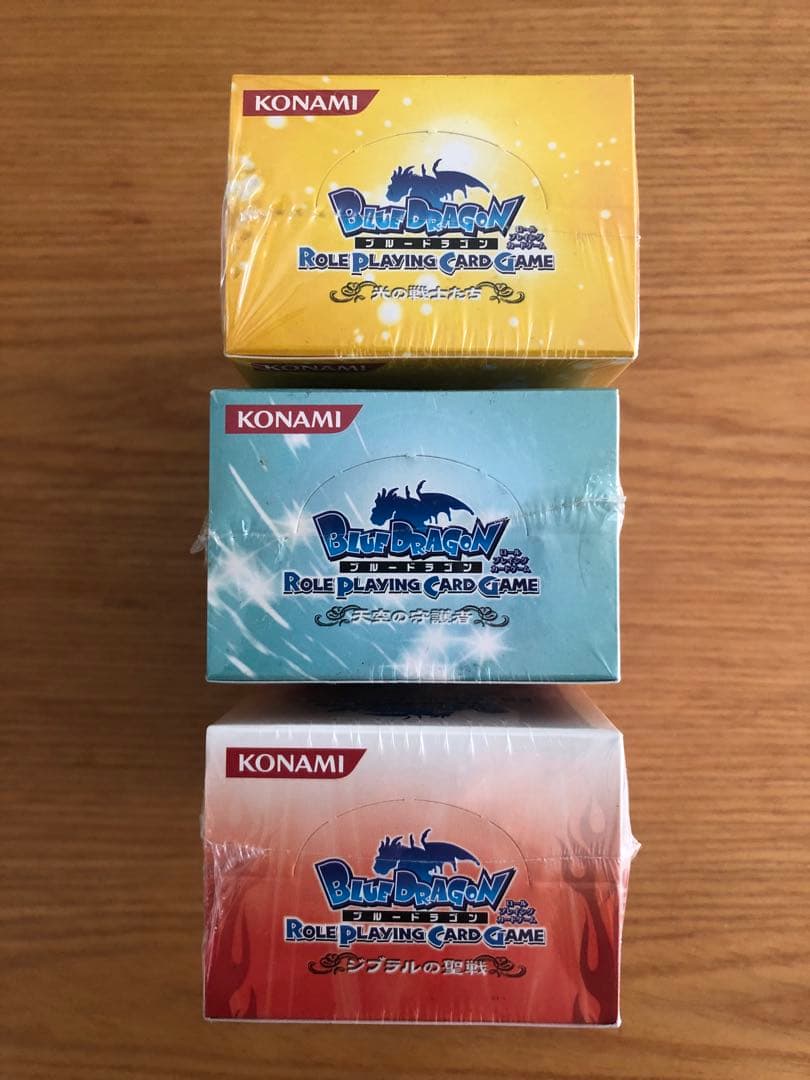 KONAMI
BLUE DRAGON
ブルードラゴン
ロール
プレイング
カードゲーム
ROLE PLAYING CARD GAME
光の戦士たち
KONAMI
KONAMI
BLUE DRAGON
ブルードラゴン
ロール
プレイング
カードゲーム
ROLE PLAYING CARD GAME
天空の守護者
KONAMI
BLUE DRAGON
ブルードラゴン
ロール
プレイング
カードゲーム
ROLE PLAYING CARD GAME
ジブラルの聖戦